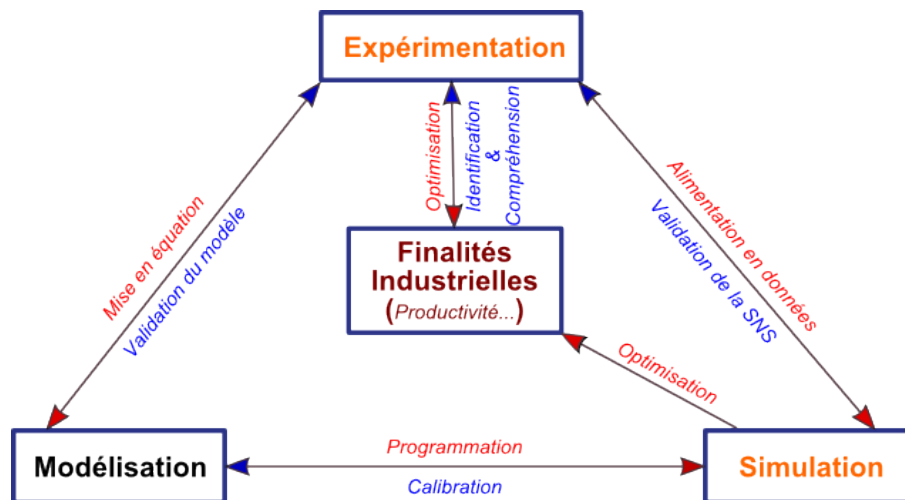 Expérimentation
Optimisation
Identification
&
Compréhension
Mise en équation
Validation du modèle
Alimentation en données
Validation de la SNS
Finalités
Industrielles
(Productivité...)
Optimisation
Modélisation
Programmation
Calibration
Simulation